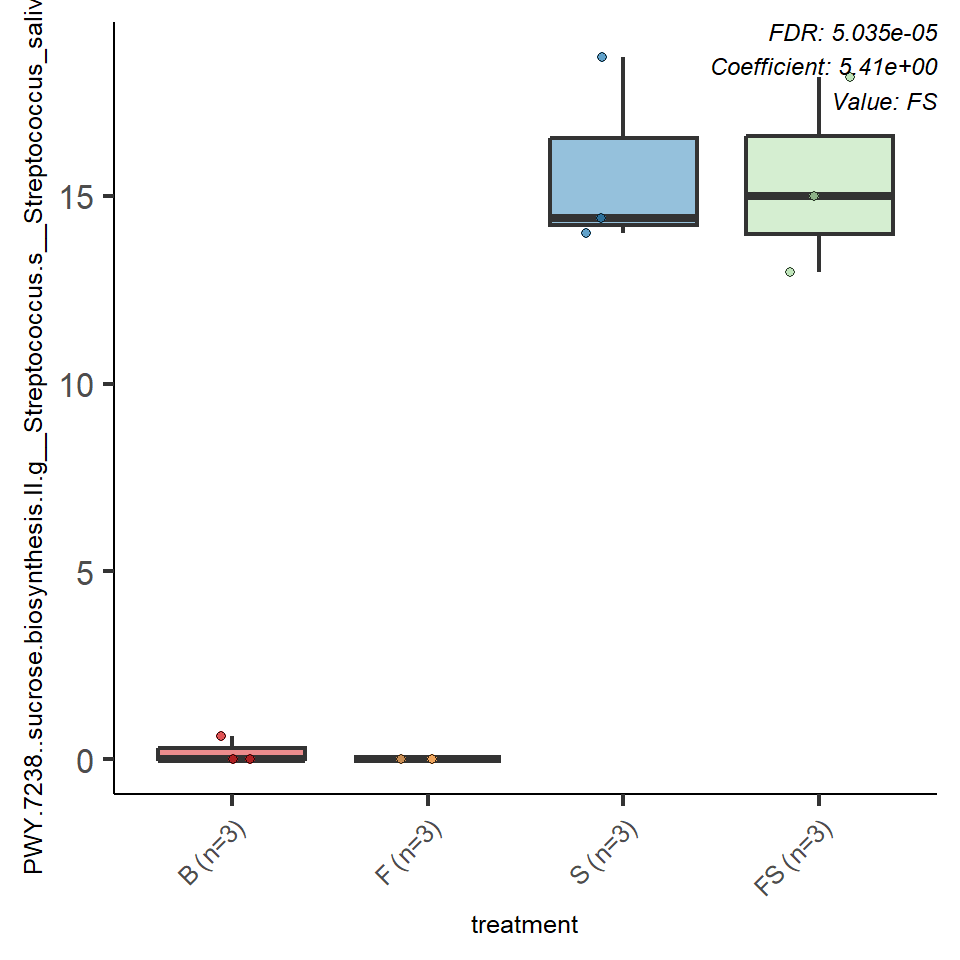 FDR: 5.035e-05
Coefficient: 5.41e+00
Value: FS
PWY.7238..sucrose.biosynthesis.II.g__Streptococcus.s__Streptococcus_saliv
15
10
5
0
B (n=3)
F (n=3)
S (n=3)
FS (n=3)
treatment